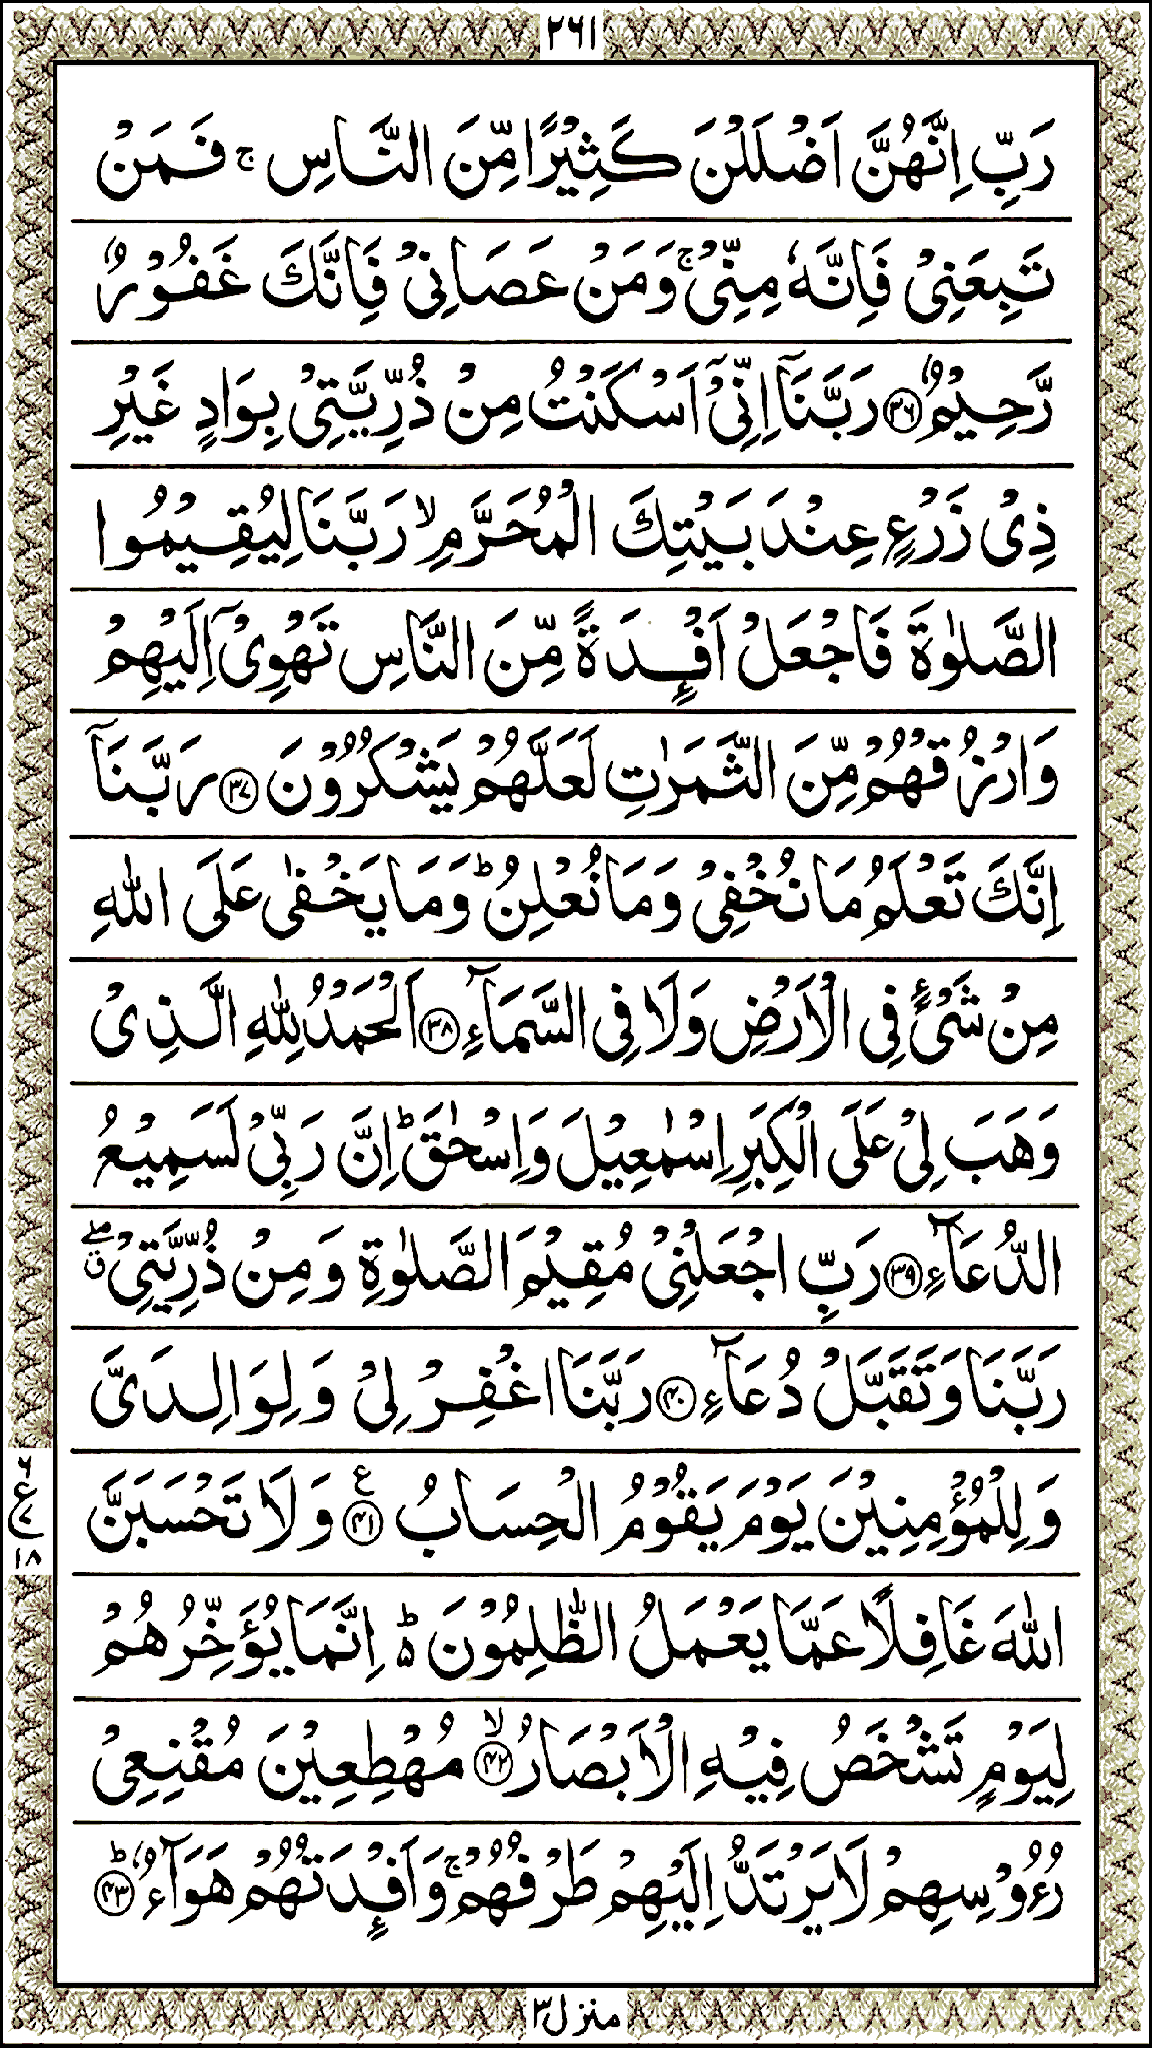 ٢٦١
رَبِّ اِنَّهُنَّ اَضْلَلْنَ كَثِيْرًا مِّنَ النَّاسِ ۚ فَمَنْ
تَبِعَنِيْ فَاِنَّهٗ مِنِّيْ ۚ وَمَنْ عَصَانِيْ فَاِنَّكَ غَفُوْرٌ
رَّحِيْمٌ ﴿٣٦﴾ رَبَّنَاۤ اِنِّيْۤ اَسْكَنْتُ مِنْ ذُرِّيَّتِيْ بِوَادٍ غَيْرِ
ذِيْ زَرْعٍ عِنْدَ بَيْتِكَ الْمُحَرَّمِ ۙ رَبَّنَا لِيُقِيْمُوا
الصَّلٰوةَ فَاجْعَلْ اَفْـِٕدَةً مِّنَ النَّاسِ تَهْوِيْۤ اِلَيْهِمْ
وَارْزُقْهُمْ مِّنَ الثَّمَرٰتِ لَعَلَّهُمْ يَشْكُرُوْنَ ﴿٣٧﴾ رَبَّنَاۤ
اِنَّكَ تَعْلَمُ مَا نُخْفِيْ وَمَا نُعْلِنُ ؕ وَمَا يَخْفٰى عَلَى اللّٰهِ
مِنْ شَيْءٍ فِي الْاَرْضِ وَلَا فِي السَّمَآءِ ﴿٣٨﴾ اَلْحَمْدُ لِلّٰهِ الَّذِيْ
وَهَبَ لِيْ عَلَى الْكِبَرِ اِسْمٰعِيْلَ وَاِسْحٰقَ ؕ اِنَّ رَبِّيْ لَسَمِيْعُ
الدُّعَآءِ ﴿٣٩﴾ رَبِّ اجْعَلْنِيْ مُقِيْمَ الصَّلٰوةِ وَمِنْ ذُرِّيَّتِيْ ۖۗ
رَبَّنَا وَتَقَبَّلْ دُعَآءِ ﴿٤٠﴾ رَبَّنَا اغْفِرْ لِيْ وَلِوَالِدَيَّ
وَلِلْمُؤْمِنِيْنَ يَوْمَ يَقُوْمُ الْحِسَابُ ﴿٤١﴾ ع وَلَا تَحْسَبَنَّ
٦ ع ٧ ١٨
اللّٰهَ غَافِلًا عَمَّا يَعْمَلُ الظّٰلِمُوْنَ ؕ۬ اِنَّمَا يُؤَخِّرُهُمْ
لِيَوْمٍ تَشْخَصُ فِيْهِ الْاَبْصَارُ ﴿٤٢﴾ ۙ مُهْطِعِيْنَ مُقْنِعِيْ
رُءُوْسِهِمْ لَا يَرْتَدُّ اِلَيْهِمْ طَرْفُهُمْ ۚ وَاَفْـِٕدَتُهُمْ هَوَآءٌ ﴿٤٣﴾ ؕ
منزل ٣